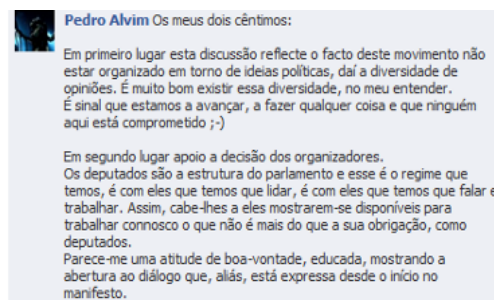 Pedro Alvim Os meus dois cêntimos:
Em primeiro lugar esta discussão reflecte o facto deste movimento não
estar organizado em torno de ideias políticas, daí a diversidade de
opiniões. É muito bom existir essa diversidade, no meu entender.
É sinal que estamos a avançar, a fazer qualquer coisa e que ninguém
aqui está comprometido ;-)
Em segundo lugar apoio a decisão dos organizadores.
Os deputados são a estrutura do parlamento e esse é o regime que
temos, é com eles que temos que lidar, é com eles que temos que falar e
trabalhar. Assim, cabe-lhes a eles mostrarem-se disponíveis para
trabalhar connosco o que não é mais do que a sua obrigação, como
deputados.
Parece-me uma atitude de boa-vontade, educada, mostrando a
abertura ao diálogo que, aliás, está expressa desde o início no
manifesto.